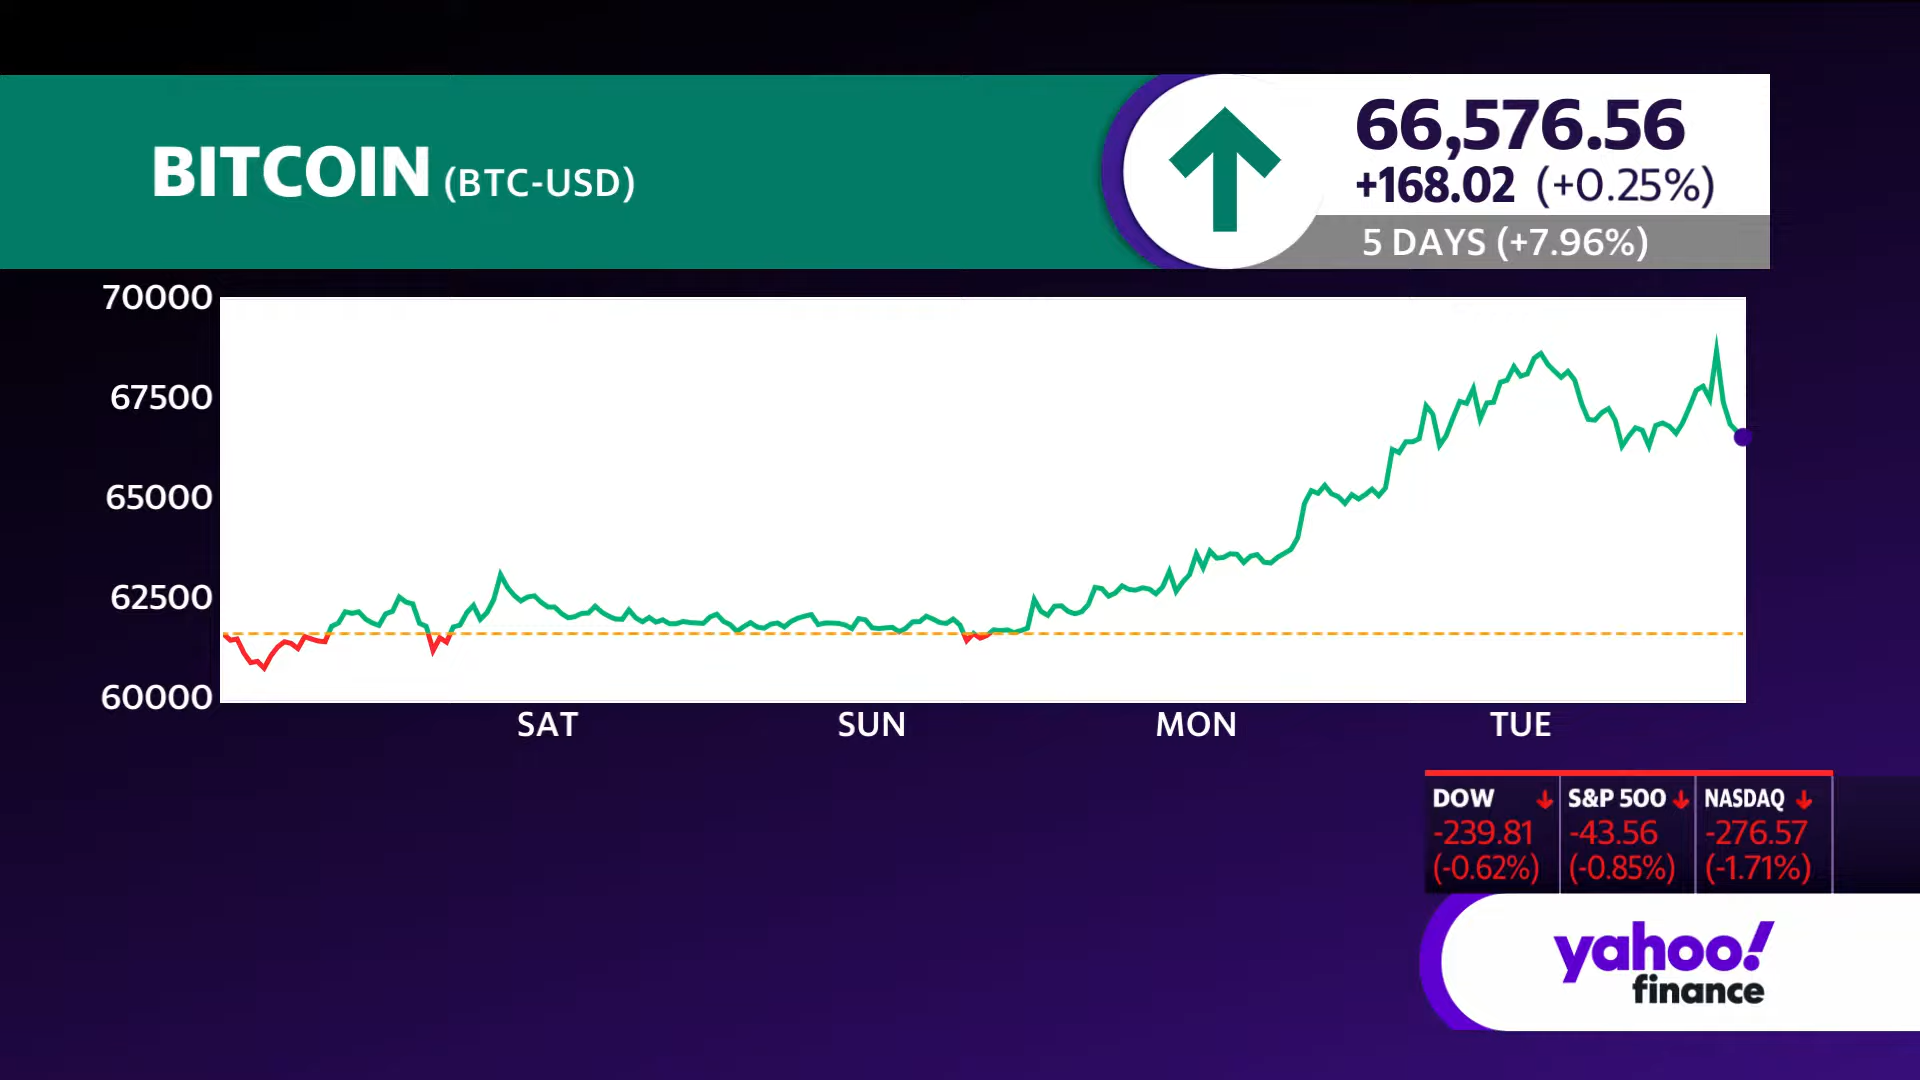 BITCOIN (BTC-USD)
66,576.56
+168.02 (+0.25%)
5 DAYS (+7.96%)
70000
67500
65000
62500
60000
SAT SUN MON TUE
DOW
-239.81
(-0.62%)
S&P 500
-43.56
(-0.85%)
NASDAQ
-276.57
(-1.71%)
yahoo!
finance